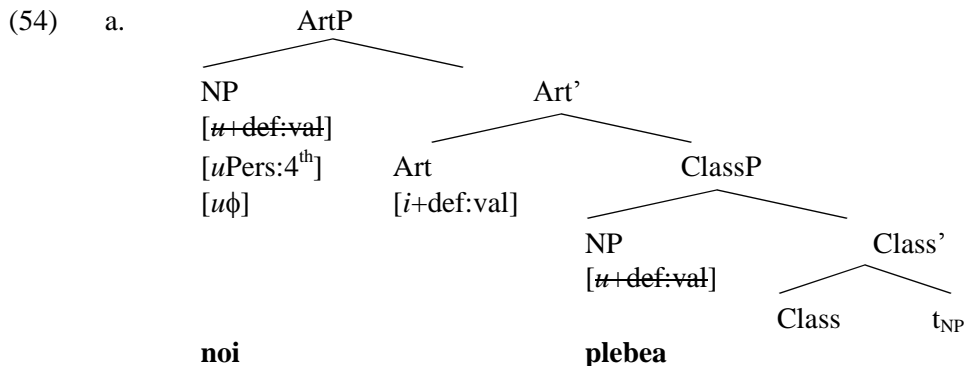 (54) a. ArtP
NP Art’
[u+def:val]
[uPers:4th] Art ClassP
[uϕ] [i+def:val]
NP Class’
[u+def:val]
Class tNP
noi plebea